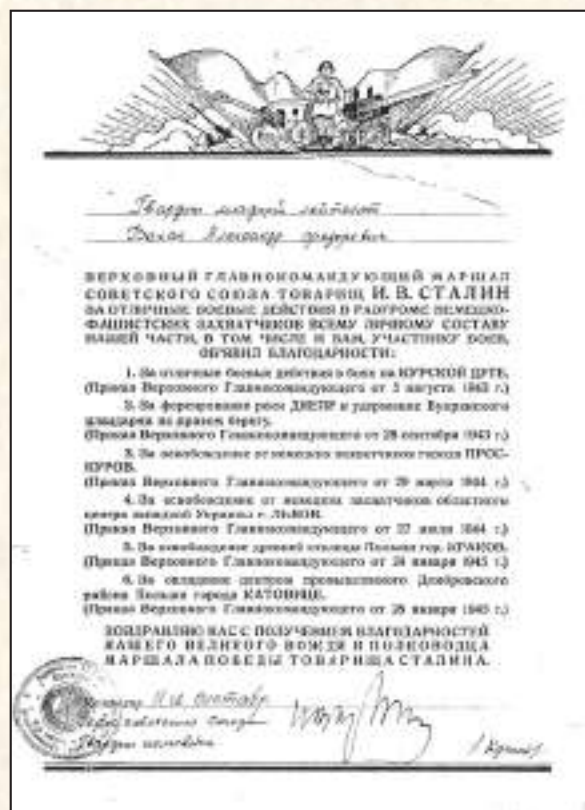 Гвардии младший лейтенант
Александр Федорович
ВЕРХОВНЫЙ ГЛАВНОКОМАНДУЮЩИЙ МАРШАЛ
СОВЕТСКОГО СОЮЗА ТОВАРИЩ И. В. СТАЛИН
ЗА ОТЛИЧНЫЕ БОЕВЫЕ ДЕЙСТВИЯ В РАЗГРОМЕ НЕМЕЦКО-
ФАШИСТСКИХ ЗАХВАТЧИКОВ ВСЕМУ ЛИЧНОМУ СОСТАВУ
НАШЕЙ ЧАСТИ, В ТОМ ЧИСЛЕ И ВАМ, УЧАСТНИКУ БОЕВ,
ОБЪЯВИЛ БЛАГОДАРНОСТИ:
1. За отличные боевые действия в боях на КУРСКОЙ ДУГЕ.
(Приказ Верховного Главнокомандующего от 5 августа 1943 г.)
2. За форсирование реки ДНЕПР и удержание Букринского
плацдарма на правом берегу.
(Приказ Верховного Главнокомандующего от 28 сентября 1943 г.)
3. За освобождение от немецких захватчиков города ПРОС-
КУРОВ.
(Приказ Верховного Главнокомандующего от 29 марта 1944 г.)
4. За освобождение от немецких захватчиков областного
центра западной Украины г. ЛЬВОВ.
(Приказ Верховного Главнокомандующего от 27 июля 1944 г.)
5. За освобождение древней столицы Польши гор. КРАКОВ.
(Приказ Верховного Главнокомандующего от 24 января 1945 г.)
6. За овладение центром промышленного Домбровского
района Польши города КАТОВИЦЕ.
(Приказ Верховного Главнокомандующего от 28 января 1945 г.)
ПОЗДРАВЛЯЮ ВАС С ПОЛУЧЕНИЕМ БЛАГОДАРНОСТЕЙ
НАШЕГО ВЕЛИКОГО ВОЖДЯ И ПОЛКОВОДЦА
МАРШАЛА ПОБЕДЫ ТОВАРИЩА СТАЛИНА.
Гвардии полковник